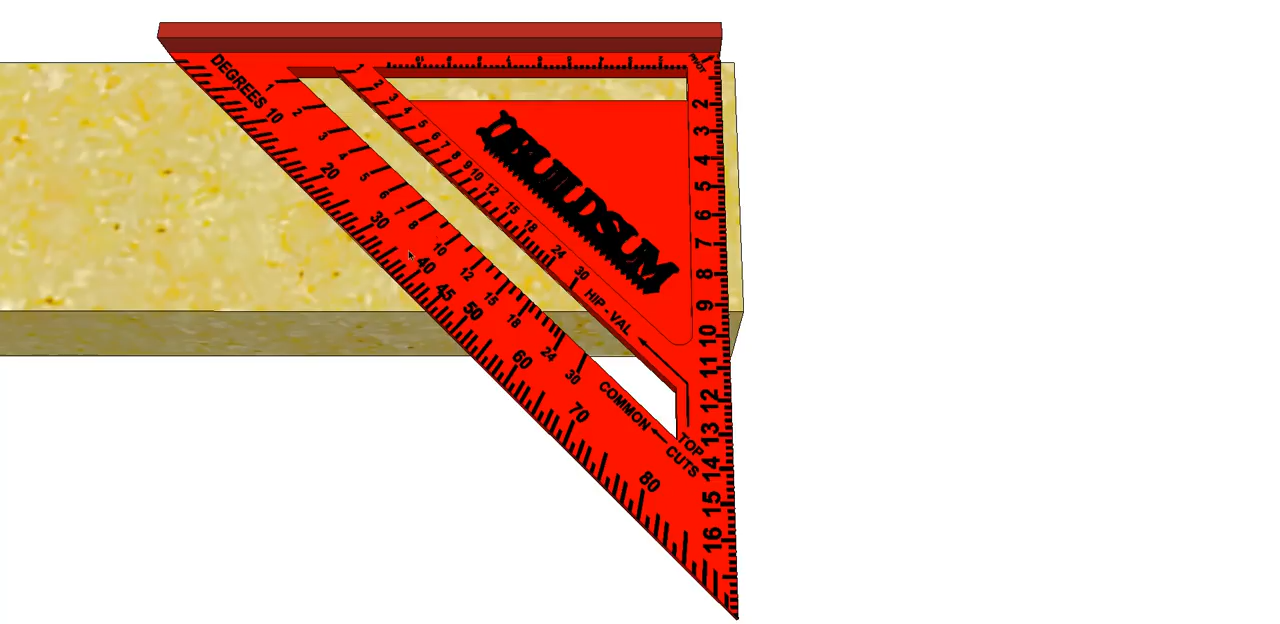 DEGREES 10 20 30 40 45 50 60 70 80
1 2 3 4 5 6 7 8 10 12 15 18 24 30 COMMON
TOP
CUTS
1 2 3 4 5 6 7 8 9 10 12 15 18 24 30 HIP - VAL
BUILDSUM
PIVOT
2 3 4 5 6 7 8 9 10 11 12 13 14 15 16